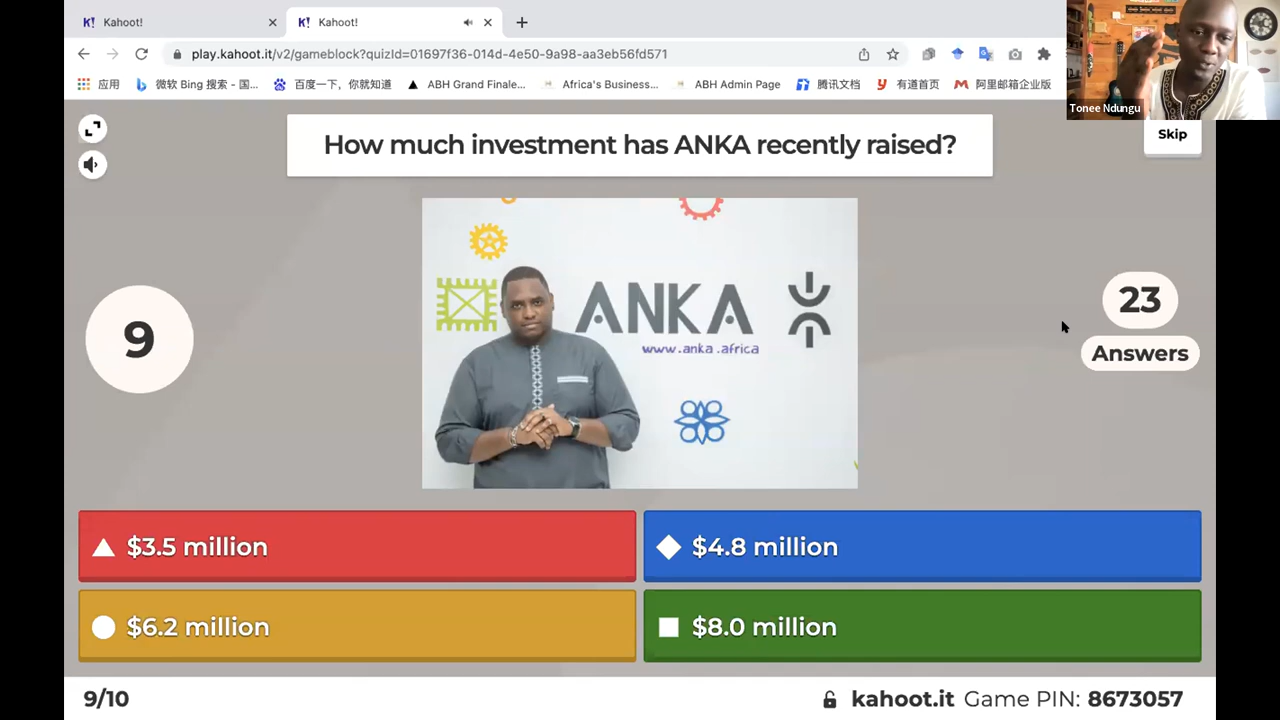 Kahoot!
Kahoot!
play.kahoot.it/v2/gameblock?quizId=01697f36-014d-4e50-9a98-aa3eb56fd571
应用
微软 Bing 搜索 - 国...
百度一下，你就知道
ABH Grand Finale...
Africa's Business...
ABH Admin Page
腾讯文档
有道首页
阿里邮箱企业版
Tonee Ndungu
Skip
How much investment has ANKA recently raised?
ANKA
www.anka.africa
9
23
Answers
$3.5 million
$4.8 million
$6.2 million
$8.0 million
9/10
kahoot.it Game PIN: 8673057